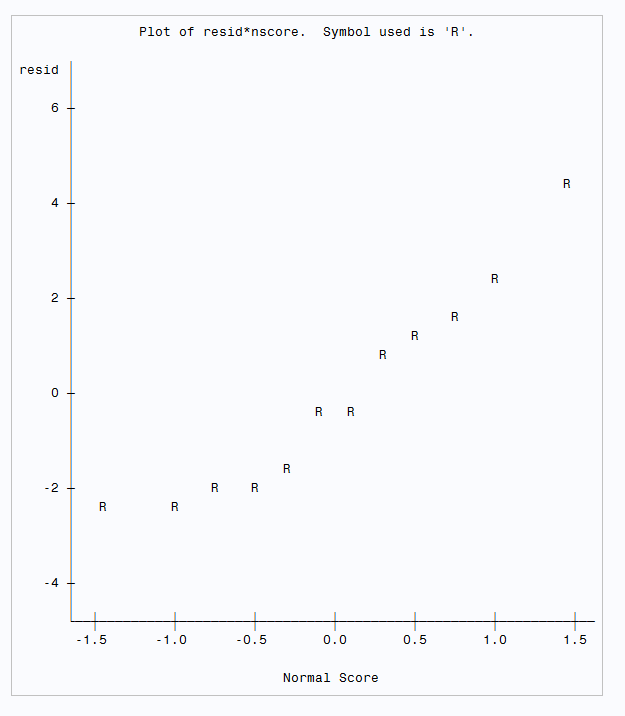 Plot of resid*nscore.  Symbol used is 'R'.
resid
6
R
4
R
2
R
R
R
0
R R
R
-2 R R
R R
-4
-1.5 -1.0 -0.5 0.0 0.5 1.0 1.5
Normal Score